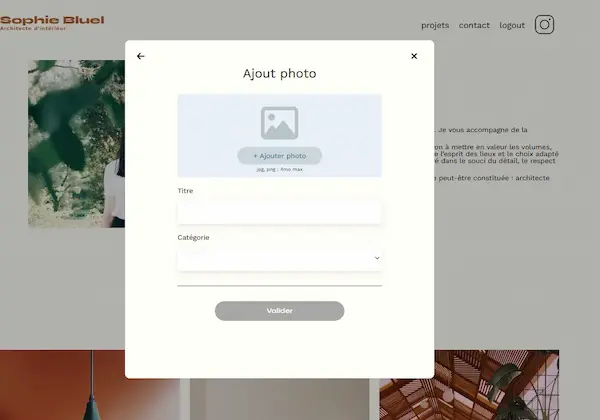 Sophie Bluel
Architecte d'intérieur
projets contact logout
Ajout photo
+ Ajouter photo
jpg, png : 4mo max
Titre
Catégorie
Valider
. Je vous accompagne de la
on à mettre en valeur les volumes,
e l'esprit des lieux et le choix adapté
é dans le souci du détail, le respect
e peut-être constituée : architecte